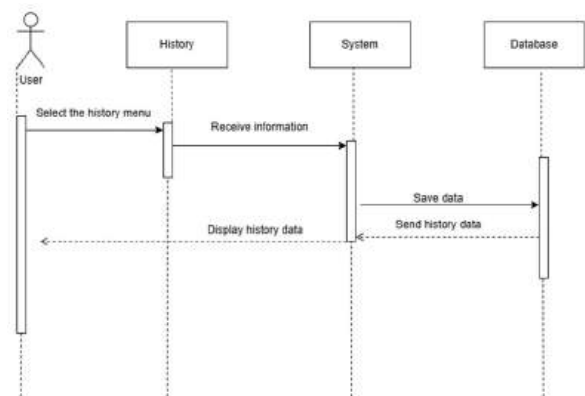 History
System
Database
User
Select the history menu
Receive information
Save data
Send history data
Display history data